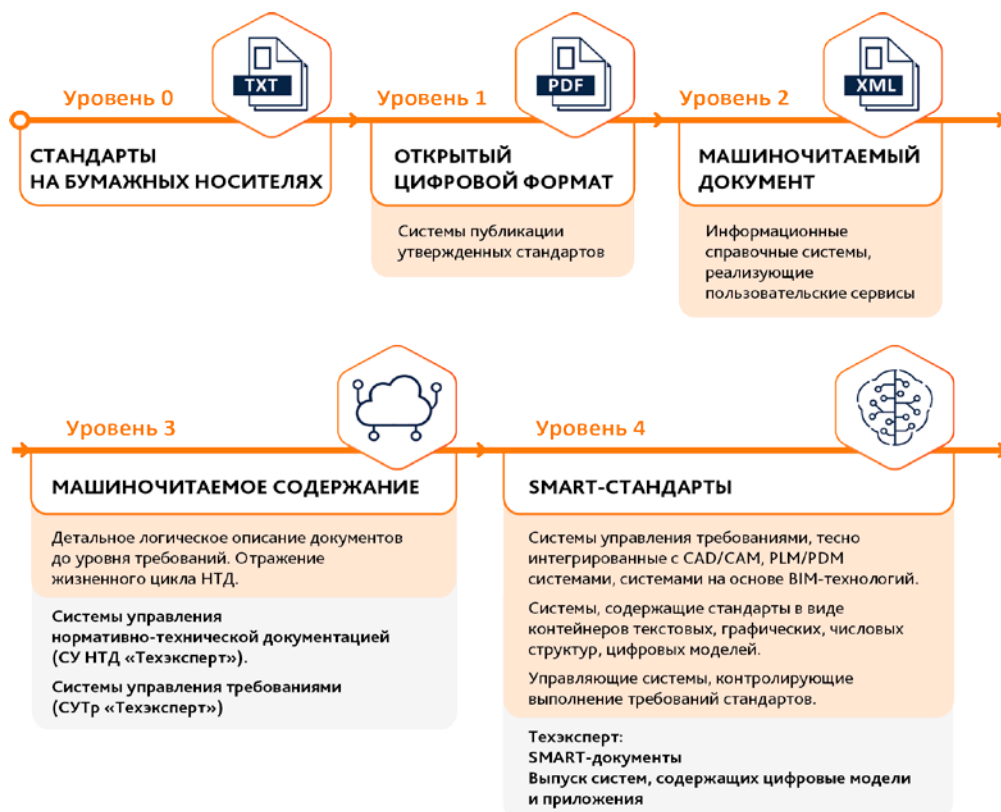 Уровень 0
TXT
СТАНДАРТЫ
НА БУМАЖНЫХ НОСИТЕЛЯХ
Уровень 1
PDF
ОТКРЫТЫЙ
ЦИФРОВОЙ ФОРМАТ
Системы публикации
утвержденных стандартов
Уровень 2
XML
МАШИНОЧИТАЕМЫЙ
ДОКУМЕНТ
Информационные
справочные системы,
реализующие
пользовательские сервисы
Уровень 3
МАШИНОЧИТАЕМОЕ СОДЕРЖАНИЕ
Детальное логическое описание документов
до уровня требований. Отражение
жизненного цикла НТД.
Системы управления
нормативно-технической документацией
(СУ НТД «Техэксперт»).
Системы управления требованиями
(СУТр «Техэксперт»)
Уровень 4
SMART-СТАНДАРТЫ
Системы управления требованиями, тесно
интегрированные с CAD/CAM, PLM/PDM
системами, системами на основе BIM-технологий.
Системы, содержащие стандарты в виде
контейнеров текстовых, графических, числовых
структур, цифровых моделей.
Управляющие системы, контролирующие
выполнение требований стандартов.
Техэксперт:
SMART-документы
Выпуск систем, содержащих цифровые модели
и приложения